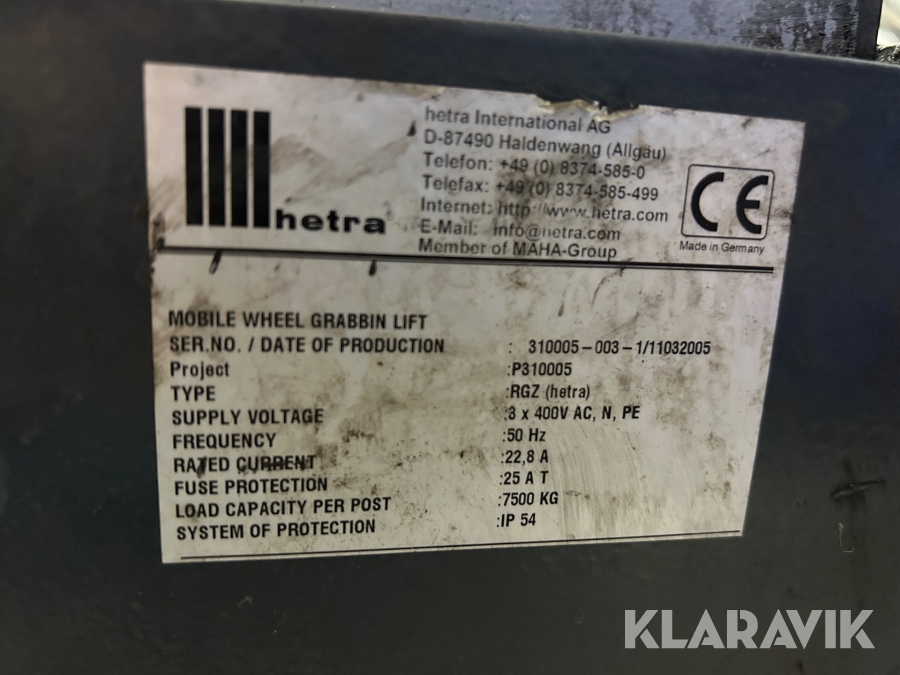 hetra
hetra International AG
D-87490 Haldenwang (Allgäu)
Telefon: +49 (0) 8374-585-0
Telefax: +49 (0) 8374-585-499
Internet: http://www.hetra.com
E-Mail: info@hetra.com
Member of MAHA-Group
CE
Made in Germany
MOBILE WHEEL GRABBIN LIFT
SER.NO. / DATE OF PRODUCTION : 310005-003-1/11032005
Project :P310005
TYPE :RGZ (hetra)
SUPPLY VOLTAGE :3 x 400V AC, N, PE
FREQUENCY :50 Hz
RATED CURRENT :22,8 A
FUSE PROTECTION :25 A T
LOAD CAPACITY PER POST :7500 KG
SYSTEM OF PROTECTION :IP 54
KLARAVIK